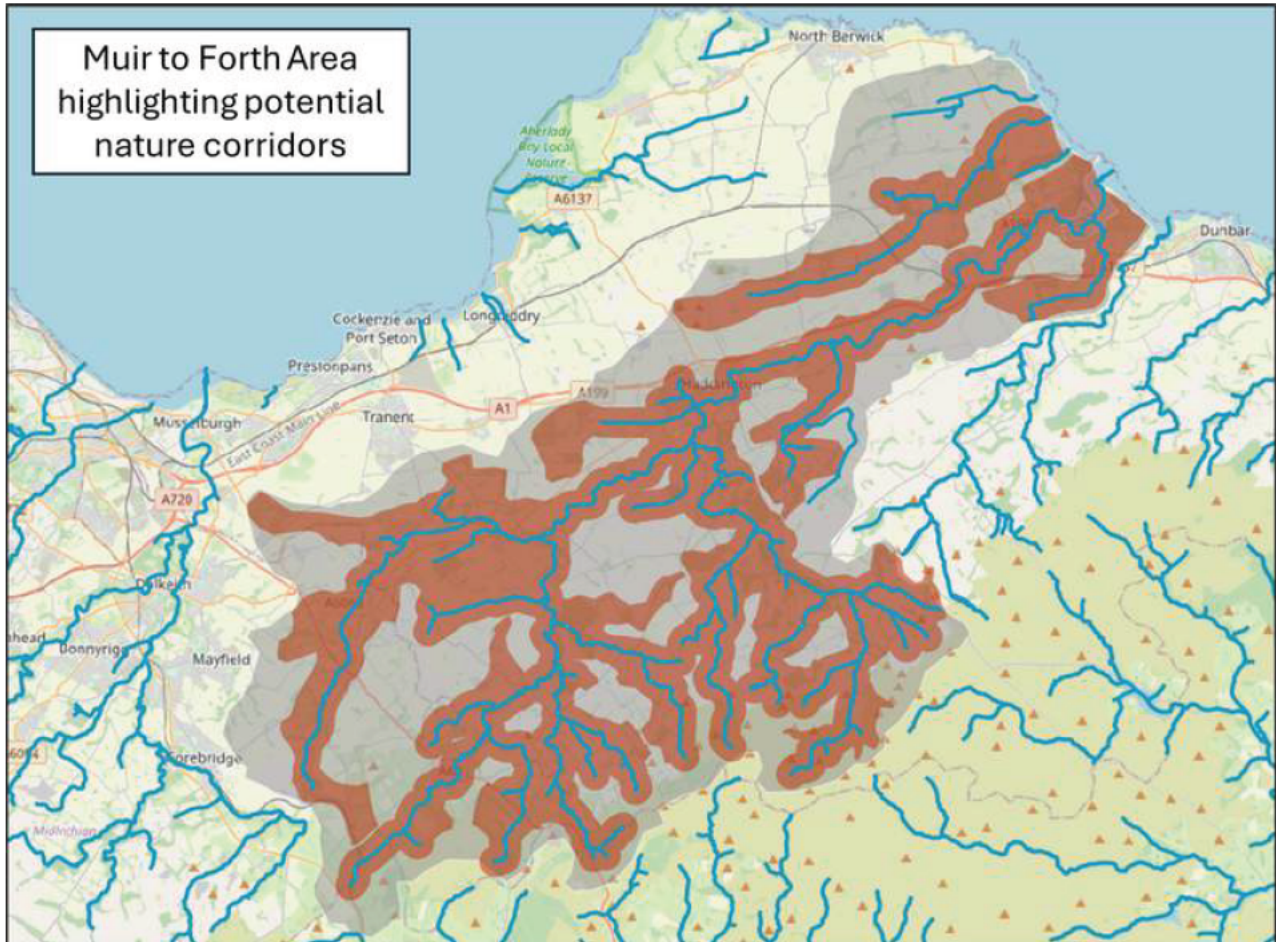 Muir to Forth Area
highlighting potential
nature corridors
North Berwick
Aberlady
Bay Local
Nature
Reserve
A6137
Dunbar
Longniddry
Cockenzie and
Port Seton
Prestonpans
Haddington
A199
A1
Tranent
Musselburgh
East Coast Main Line
A720
Dalkeith
Bonnyrigg
Mayfield
Gorebridge
Midlothian